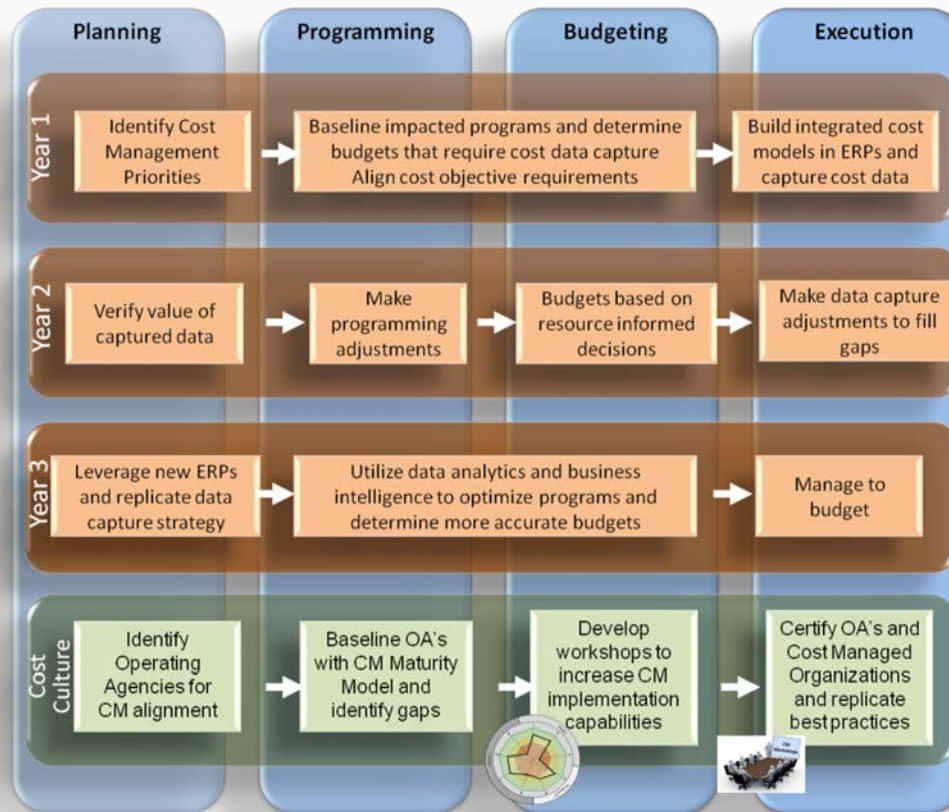 Planning
Programming
Budgeting
Execution
Year 1
Identify Cost
Management
Priorities
Baseline impacted programs and determine
budgets that require cost data capture
Align cost objective requirements
Build integrated cost
models in ERPs and
capture cost data
Year 2
Verify value of
captured data
Make
programming
adjustments
Budgets based on
resource informed
decisions
Make data capture
adjustments to fill
gaps
Year 3
Leverage new ERPs
and replicate data
capture strategy
Utilize data analytics and business
intelligence to optimize programs and
determine more accurate budgets
Manage to
budget
Cost
Culture
Identify
Operating
Agencies for
CM alignment
Baseline OA's
with CM Maturity
Model and
identify gaps
Develop
workshops to
increase CM
implementation
capabilities
Certify OA's and
Cost Managed
Organizations
and replicate
best practices
CM
Workshops